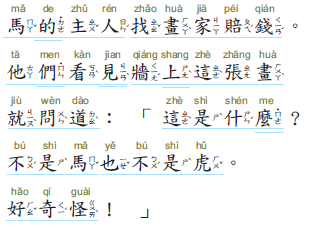 mǎ de zhǔ rén zhǎo huà jiā péi qián
馬的主人找畫家賠錢。
tā men kàn jian qiáng shang zhè zhāng huà
他們看見牆上這張畫
jiù wèn dào zhè shì shén me
就問道：「這是什麼？
bú shì mǎ yě bú shì hǔ
不是馬也不是虎。
hǎo qí guài
好奇怪！」